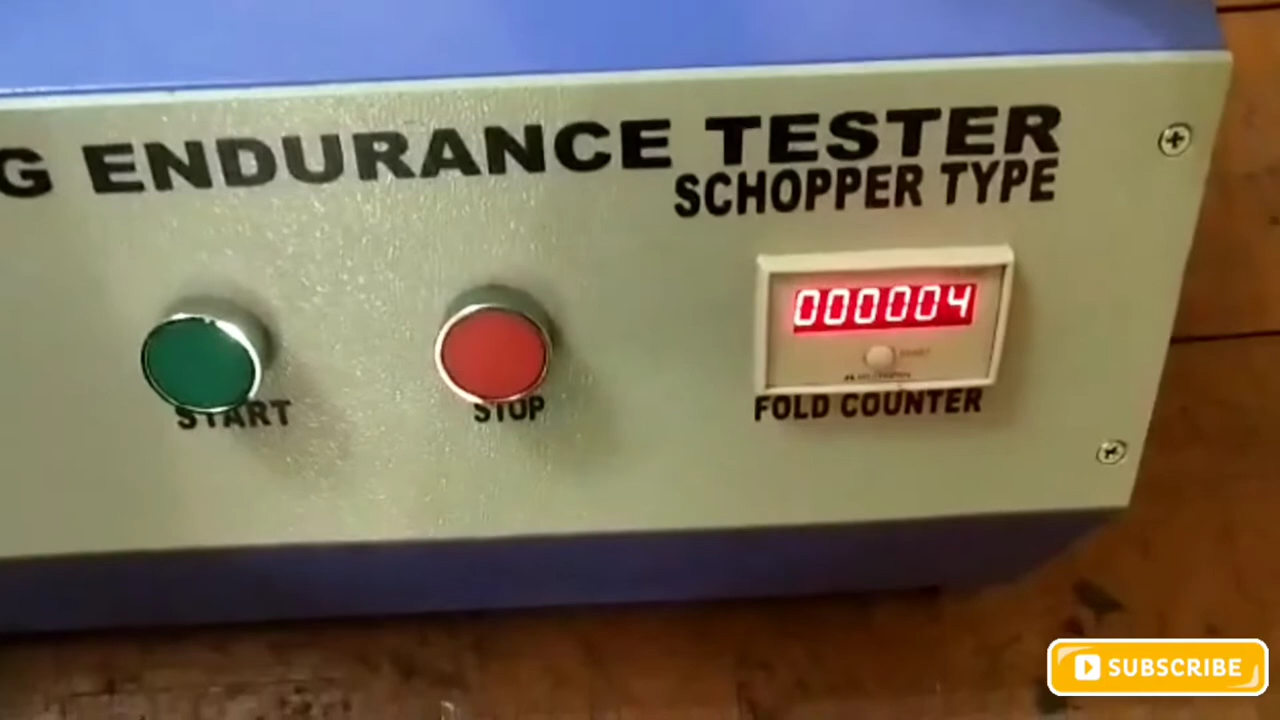 G ENDURANCE TESTER
SCHOPPER TYPE
000004
START
STOP
FOLD COUNTER
SUBSCRIBE